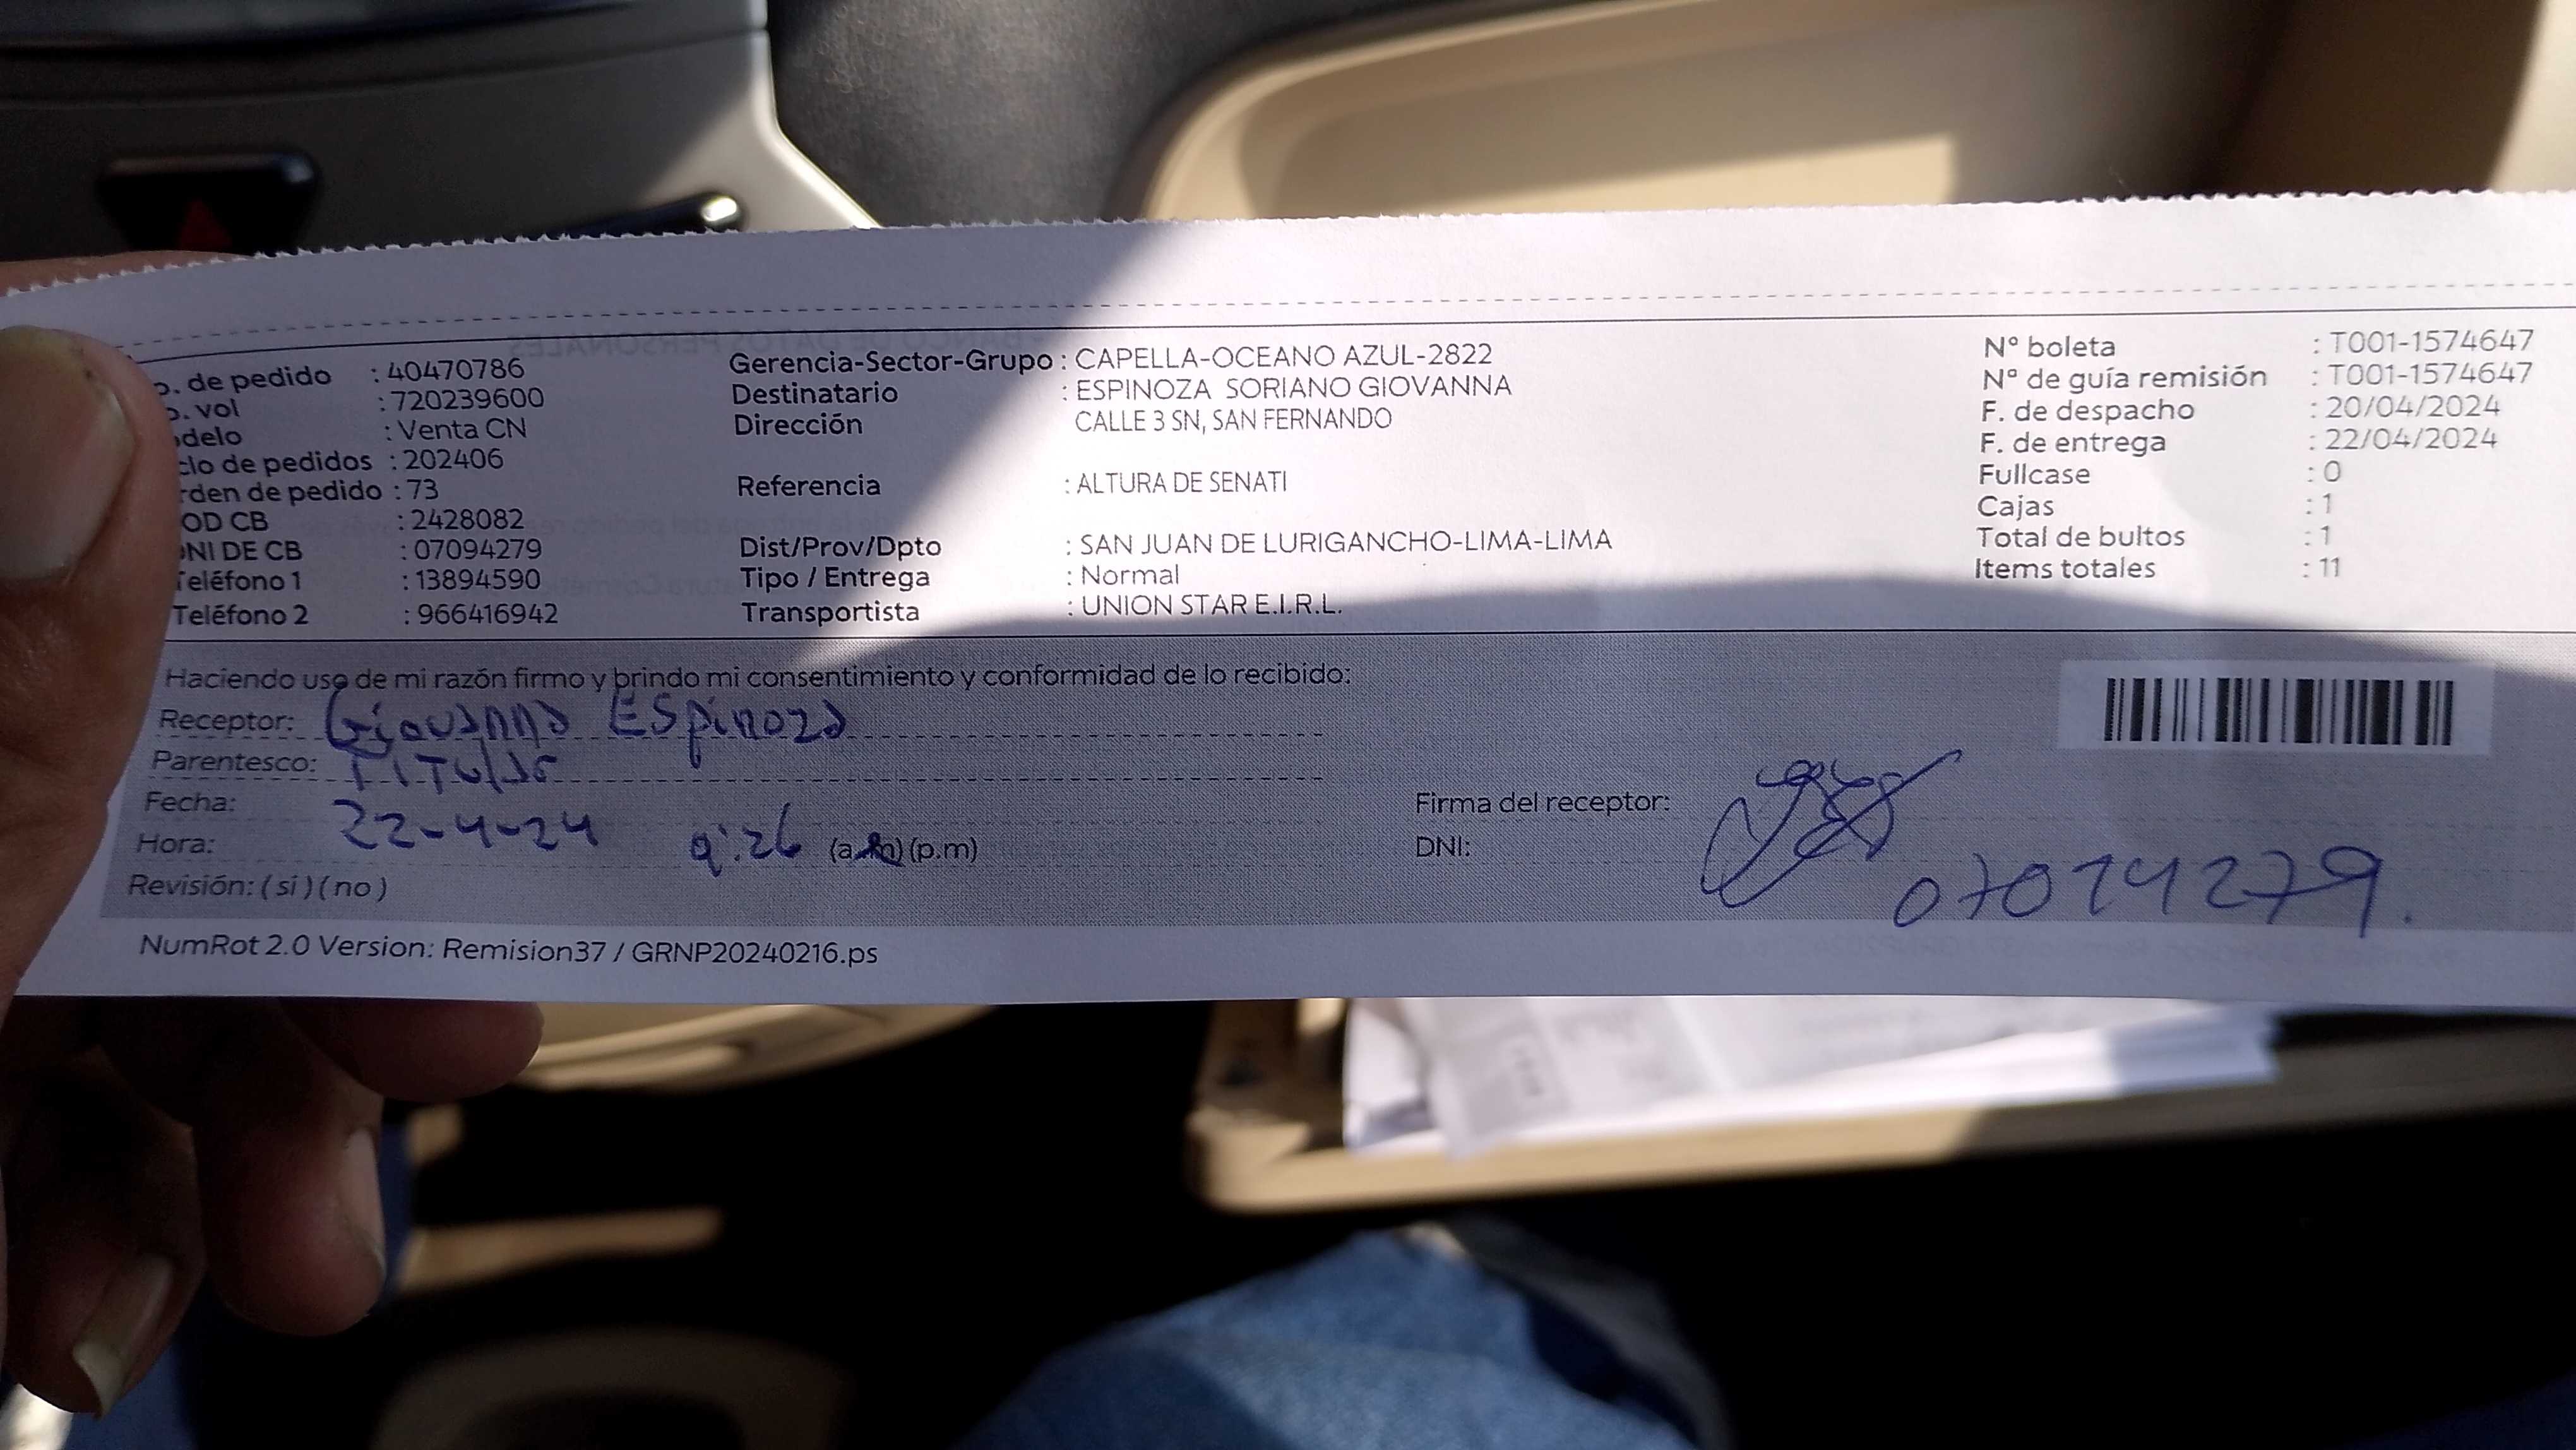 o. de pedido : 40470786
o. vol : 720239600
odelo : Venta CN
clo de pedidos : 202406
rden de pedido : 73
OD CB : 2428082
NI DE CB : 07094279
Teléfono 1 : 13894590
Teléfono 2 : 966416942
Gerencia-Sector-Grupo : CAPELLA-OCEANO AZUL-2822
Destinatario : ESPINOZA SORIANO GIOVANNA
Dirección CALLE 3 SN, SAN FERNANDO
Referencia : ALTURA DE SENATI
Dist/Prov/Dpto : SAN JUAN DE LURIGANCHO-LIMA-LIMA
Tipo / Entrega : Normal
Transportista : UNION STAR E.I.R.L.
N° boleta : T001-1574647
Nº de guía remisión : T001-1574647
F. de despacho : 20/04/2024
F. de entrega : 22/04/2024
Fullcase : 0
Cajas : 1
Total de bultos : 1
Items totales : 11
Haciendo uso de mi razón firmo y brindo mi consentimiento y conformidad de lo recibido:
Receptor: Giovanna Espinoza
Parentesco: Titular
Fecha: 22-4-24
Hora: 9:26 (a.m) (p.m)
Revisión: ( si ) ( no )
Firma del receptor:
DNI: 07094279.
NumRot 2.0 Version: Remision37 / GRNP20240216.ps